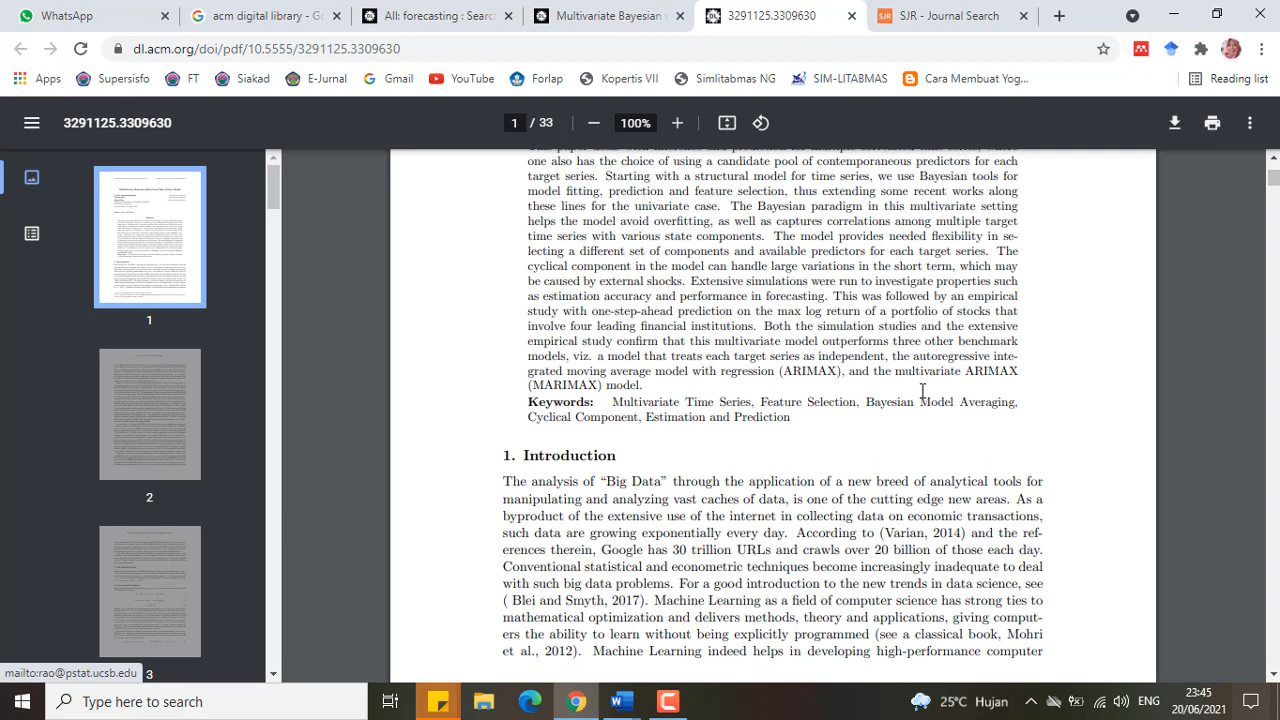 WhatsApp
acm digital library - Go
All: forecasting : Search
Multivariate Bayesian s
3291125.3309630
SJR - Journal Search
dl.acm.org/doi/pdf/10.5555/3291125.3309630
Apps
Supersisfo
FT
Siakad
E-Jurnal
Gmail
YouTube
Forlap
Kopertis VII
Simlitabmas NG
SIM-LITABMAS
Cara Membuat Yog...
Reading list
3291125.3309630
1 / 33
100%
one also has the choice of using a candidate pool of contemporaneous predictors for each
target series. Starting with a structural model for time series, we use Bayesian tools for
model fitting, prediction and feature selection, thus extending some recent works along
these lines for the univariate case. The Bayesian paradigm in this multivariate setting
helps the model avoid overfitting, as well as captures correlations among multiple target
time series with various state components. The model provides needed flexibility in se-
lecting a different set of components and available predictors for each target series. The
cyclical component in the model can handle large variations in the short term, which may
be caused by external shocks. Extensive simulations were run to investigate properties such
as estimation accuracy and performance in forecasting. This was followed by an empirical
study with one-step-ahead prediction on the max log return of a portfolio of stocks that
involve four leading financial institutions. Both the simulation studies and the extensive
empirical study confirm that this multivariate model outperforms three other benchmark
models, viz. a model that treats each target series as independent, the autoregressive inte-
grated moving average model with regression (ARIMAX), and the multivariate ARIMAX
(MARIMAX) model.
Keywords: Multivariate Time Series, Feature Selection, Bayesian Model Averaging,
Cyclical Component, Estimation and Prediction
1. Introduction
The analysis of “Big Data” through the application of a new breed of analytical tools for
manipulating and analyzing vast caches of data, is one of the cutting edge new areas. As a
byproduct of the extensive use of the internet in collecting data on economic transactions,
such data are growing exponentially every day. According to (Varian, 2014) and the ref-
erences therein, Google has 30 trillion URLs and crawls over 20 billion of those each day.
Conventional statistical and econometric techniques become increasingly inadequate to deal
with such big data problems. For a good introduction to the new trends in data science, see
( Blei and Smyth, 2017). Machine Learning as a field of computer science has strong ties to
mathematical optimization and delivers methods, theory and applications, giving comput-
ers the ability to learn without being explicitly programmed (see a classical book, Mohri
et al., 2012). Machine Learning indeed helps in developing high-performance computer
1
2
3
mailto:rao@pstat.ucsb.edu
Type here to search
25°C Hujan
ENG
23:45
20/06/2021